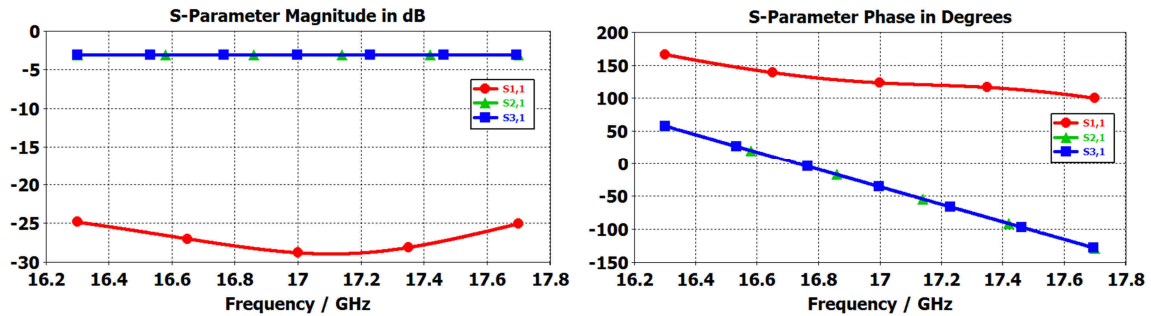 S-Parameter Magnitude in dB
0
-5
-10
-15
-20
-25
-30
16.2 16.4 16.6 16.8 17 17.2 17.4 17.6 17.8
Frequency / GHz
S1,1
S2,1
S3,1
S-Parameter Phase in Degrees
200
150
100
50
0
-50
-100
-150
16.2 16.4 16.6 16.8 17 17.2 17.4 17.6 17.8
Frequency / GHz
S1,1
S2,1
S3,1